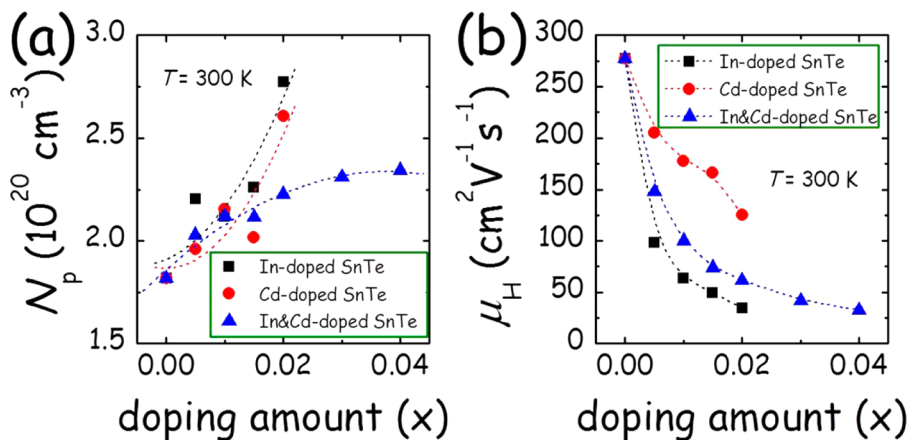 (a)
T = 300 K
N_p (10^20 cm^-3)
3.0
2.5
2.0
1.5
In-doped SnTe
Cd-doped SnTe
In&Cd-doped SnTe
0.00 0.02 0.04
doping amount (x)
(b)
μ_H (cm^2V^-1s^-1)
300
250
200
150
100
50
0
In-doped SnTe
Cd-doped SnTe
In&Cd-doped SnTe
T = 300 K
0.00 0.02 0.04
doping amount (x)